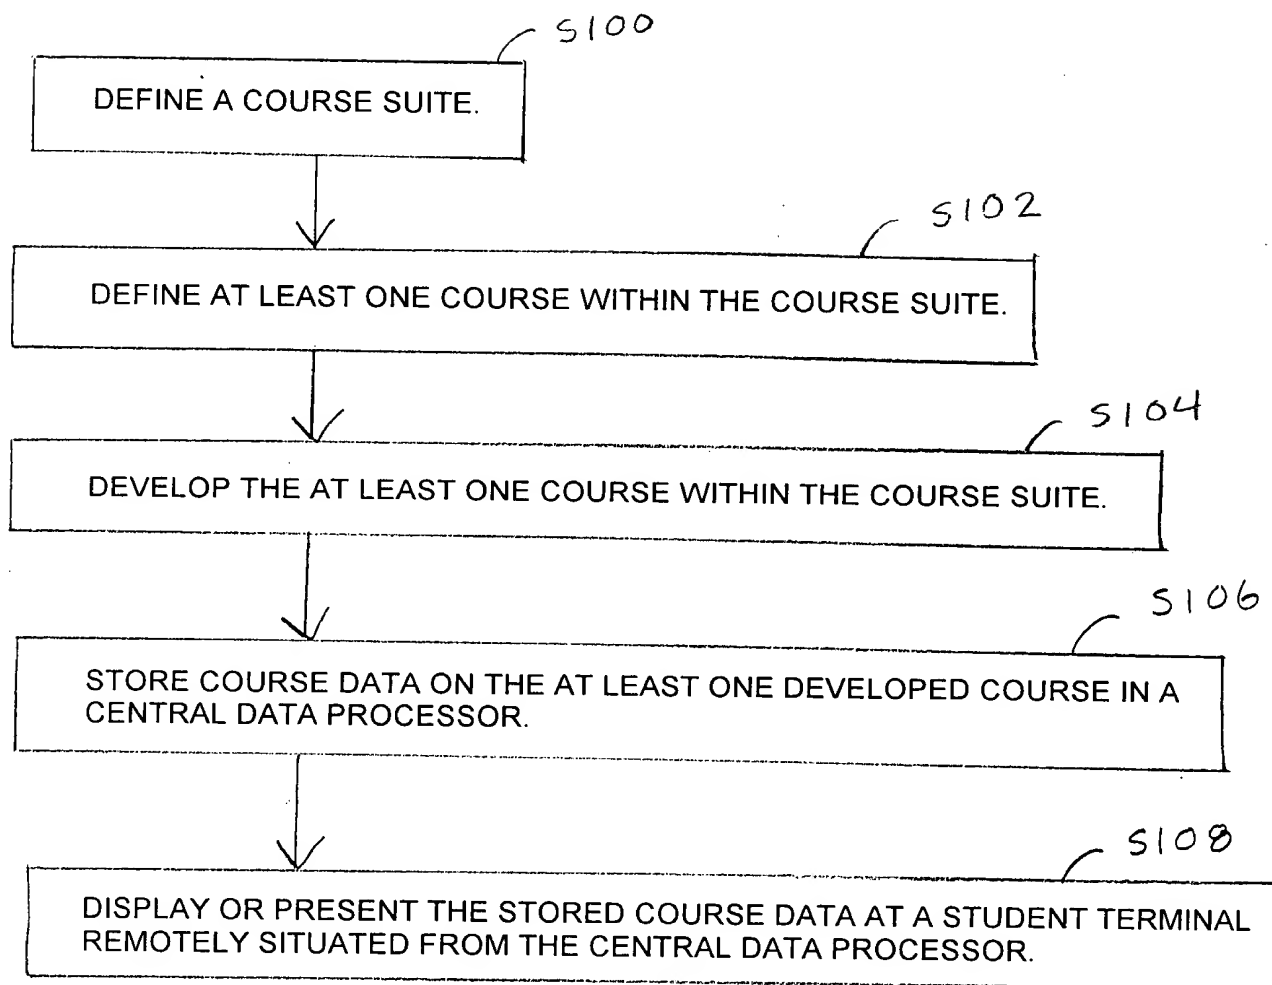 S100
DEFINE A COURSE SUITE.
S102
DEFINE AT LEAST ONE COURSE WITHIN THE COURSE SUITE.
S104
DEVELOP THE AT LEAST ONE COURSE WITHIN THE COURSE SUITE.
S106
STORE COURSE DATA ON THE AT LEAST ONE DEVELOPED COURSE IN A
CENTRAL DATA PROCESSOR.
S108
DISPLAY OR PRESENT THE STORED COURSE DATA AT A STUDENT TERMINAL
REMOTELY SITUATED FROM THE CENTRAL DATA PROCESSOR.